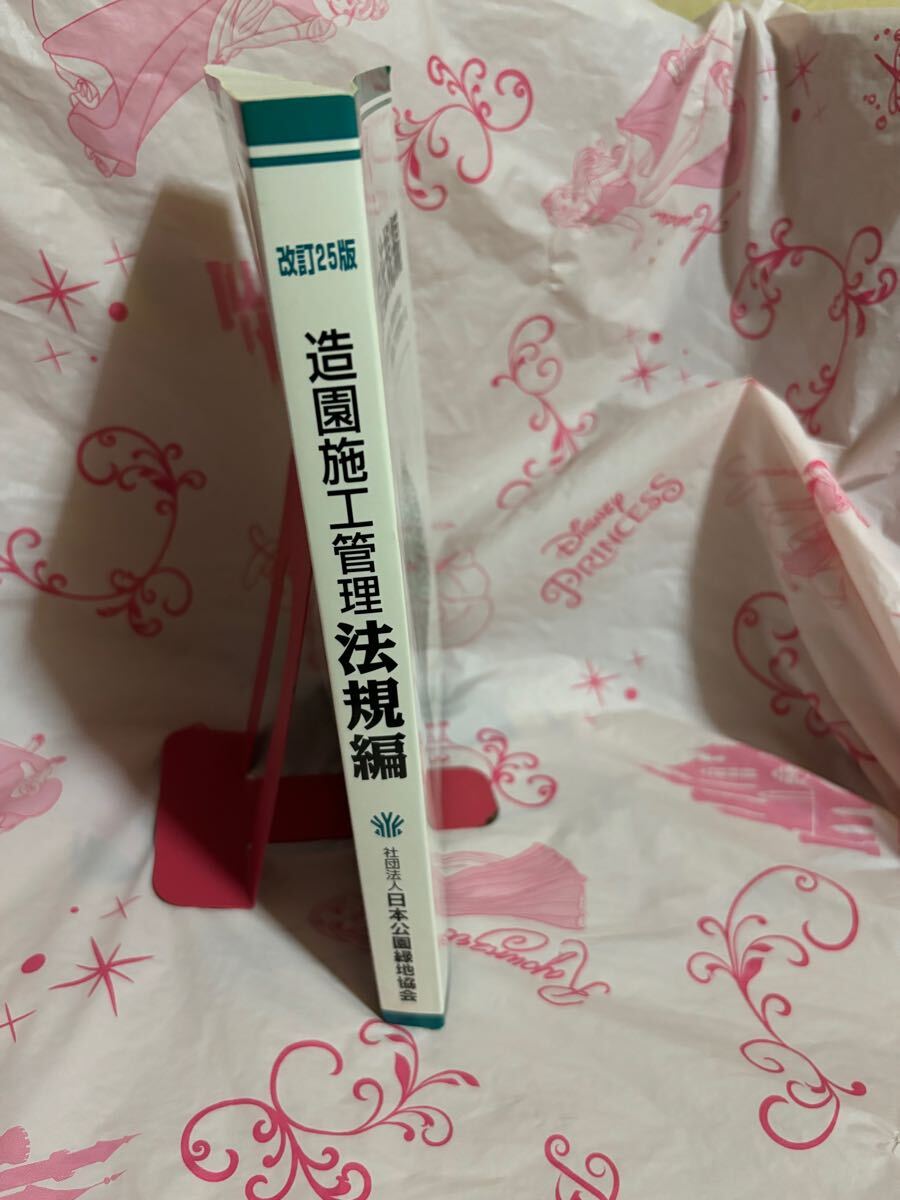 改訂25版
造園施工管理法規編
社団法人日本公園緑地協会
Disney
PRINCESS